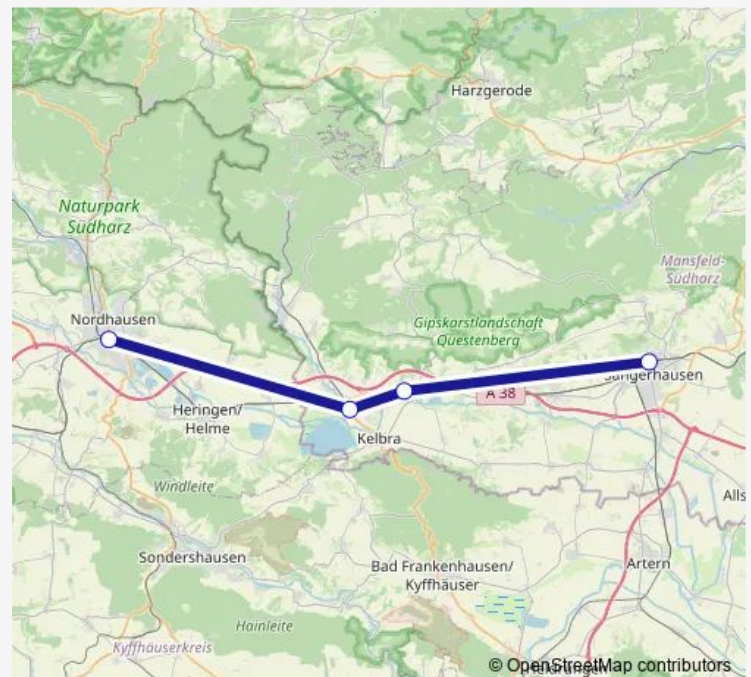 Harzgerode
Naturpark
Südharz
Mansfeld-
Südharz
Nordhausen
Gipskarstlandschaft
Questenberg
Sangerhausen
A 38
Heringen/
Helme
Kelbra
Windleite
Alls
Sondershausen
Bad Frankenhausen/
Kyffhäuser
Artern
Hainleite
Kyffhäuserkreis
© OpenStreetMap contributors